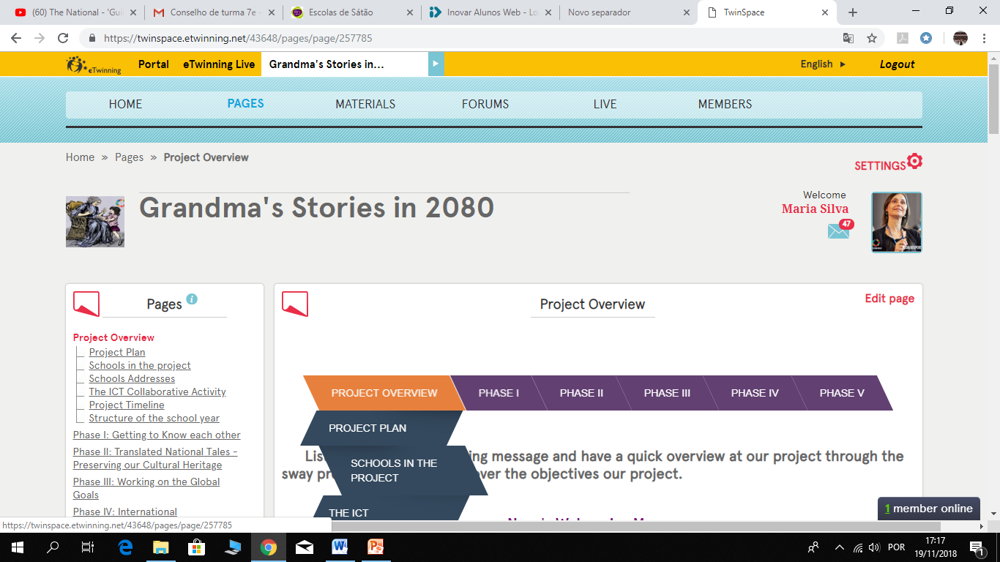 (60) The National - 'Guil
Conselho de turma 7e -
Escolas de Sátão
Inovar Alunos Web - Lo
Novo separador
TwinSpace
https://twinspace.etwinning.net/43648/pages/page/257785
eTwinning
Portal
eTwinning Live
Grandma's Stories in...
English
Logout
HOME
PAGES
MATERIALS
FORUMS
LIVE
MEMBERS
Home » Pages » Project Overview
SETTINGS
Grandma's Stories in 2080
Welcome
Maria Silva
47
Pages
i
Project Overview
Project Plan
Schools in the project
Schools Addresses
The ICT Collaborative Activity
Project Timeline
Structure of the school year
Phase I: Getting to Know each other
Phase II: Translated National Tales -
Preserving our Cultural Heritage
Phase III: Working on the Global
Goals
Phase IV: International
Project Overview
Edit page
PROJECT OVERVIEW
PHASE I
PHASE II
PHASE III
PHASE IV
PHASE V
PROJECT PLAN
SCHOOLS IN THE
PROJECT
THE ICT
message and have a quick overview at our project through the
sway over the objectives our project.
1 member online
https://twinspace.etwinning.net/43648/pages/page/257785
POR
17:17
19/11/2018
1